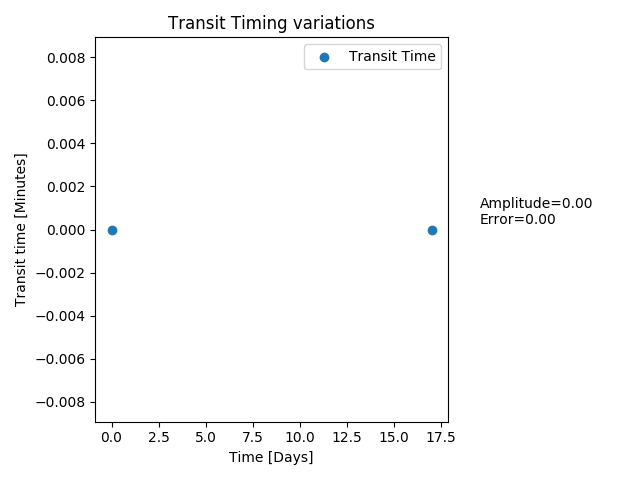 Transit Timing variations
Transit Time
0.008
0.006
0.004
0.002
0.000
−0.002
−0.004
−0.006
−0.008
Transit time [Minutes]
Amplitude=0.00
Error=0.00
0.0 2.5 5.0 7.5 10.0 12.5 15.0 17.5
Time [Days]